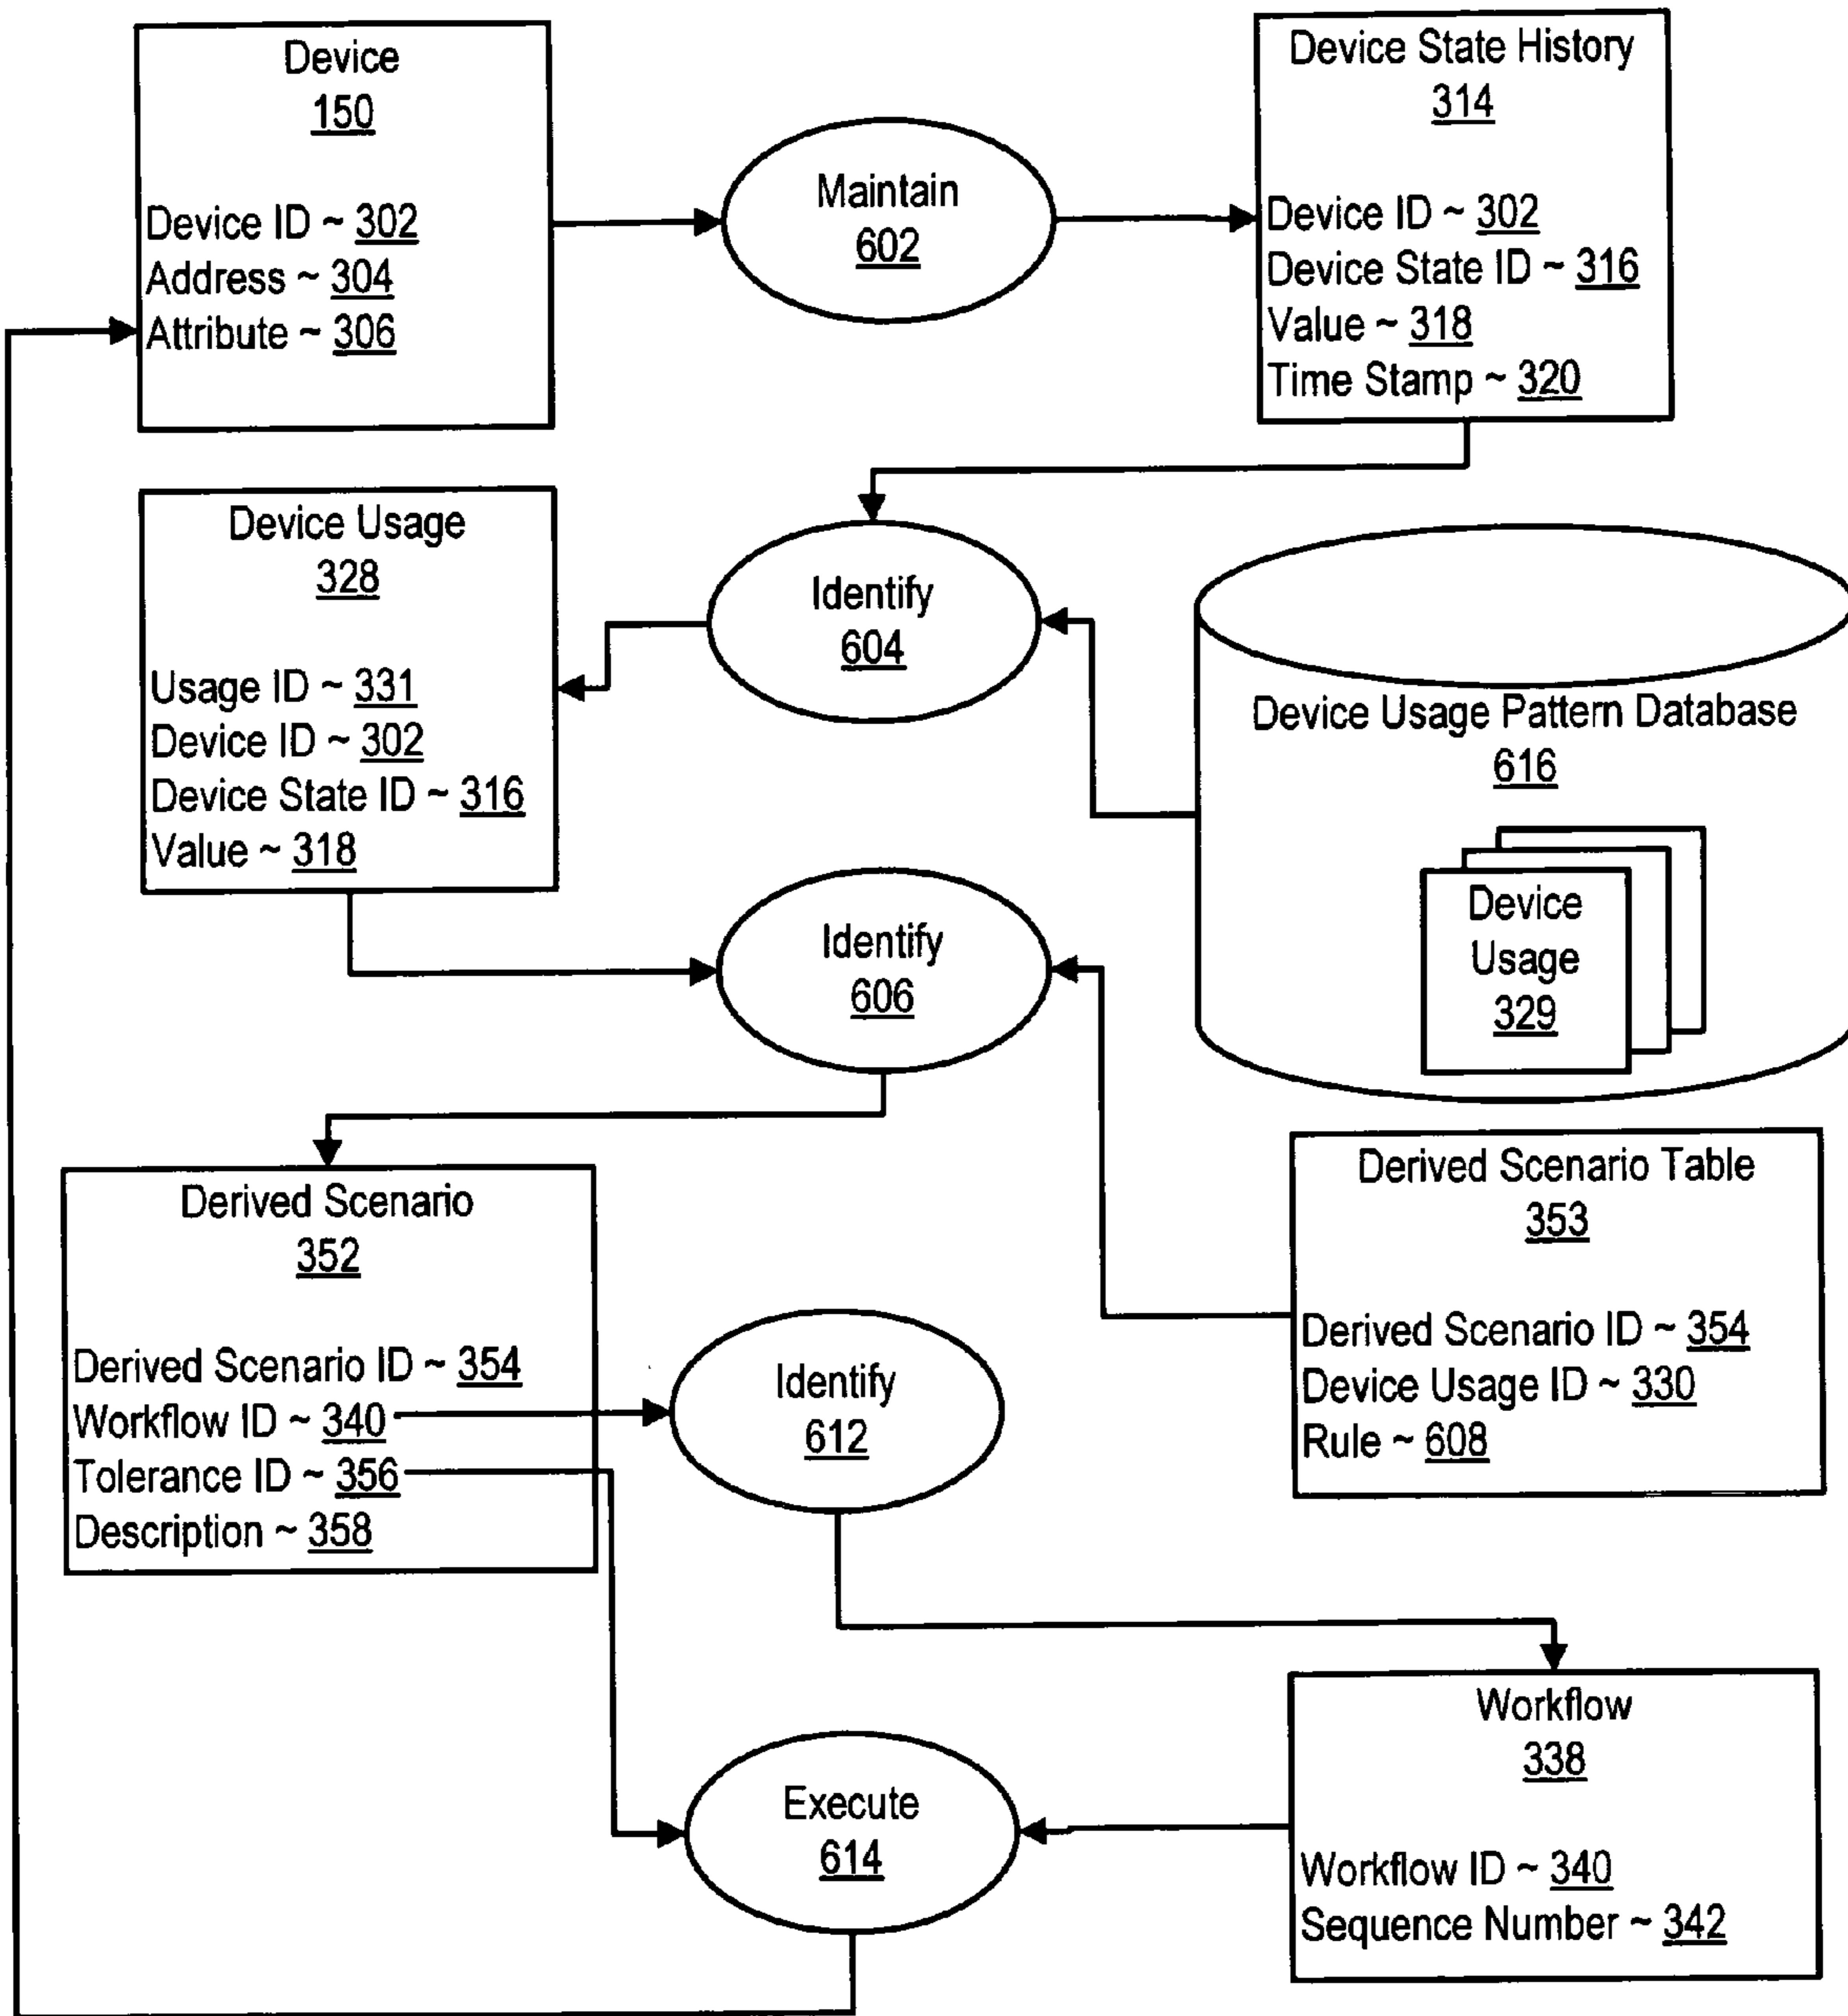 Device
150
Device ID ~ 302
Address ~ 304
Attribute ~ 306
Maintain
602
Device State History
314
Device ID ~ 302
Device State ID ~ 316
Value ~ 318
Time Stamp ~ 320
Device Usage
328
Usage ID ~ 331
Device ID ~ 302
Device State ID ~ 316
Value ~ 318
Identify
604
Device Usage Pattern Database
616
Device
Usage
329
Identify
606
Derived Scenario
352
Derived Scenario ID ~ 354
Workflow ID ~ 340
Tolerance ID ~ 356
Description ~ 358
Identify
612
Derived Scenario Table
353
Derived Scenario ID ~ 354
Device Usage ID ~ 330
Rule ~ 608
Execute
614
Workflow
338
Workflow ID ~ 340
Sequence Number ~ 342